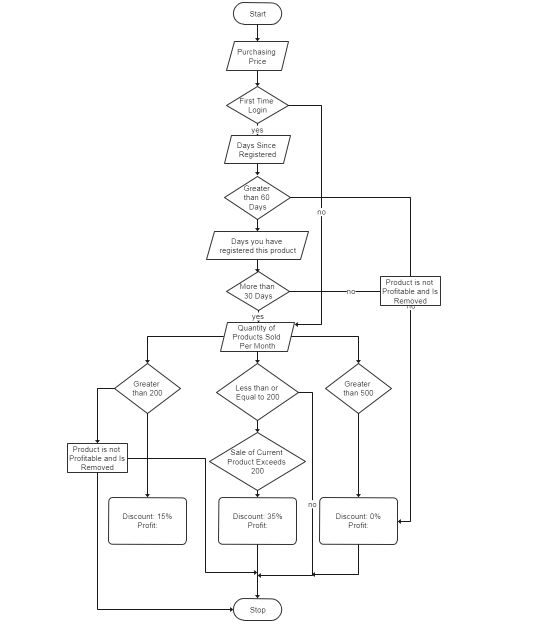 Start
Purchasing
Price
First Time
Login
yes
Days Since
Registered
Greater
than 60
Days
no
Days you have
registered this product
More than
30 Days
no
Product is not
Profitable and Is
Removed
no
yes
Quantity of
Products Sold
Per Month
Greater
than 200
Less than or
Equal to 200
Greater
than 500
Product is not
Profitable and Is
Removed
Sale of Current
Product Exceeds
200
no
Discount: 15%
Profit:
Discount: 35%
Profit:
Discount: 0%
Profit:
Stop